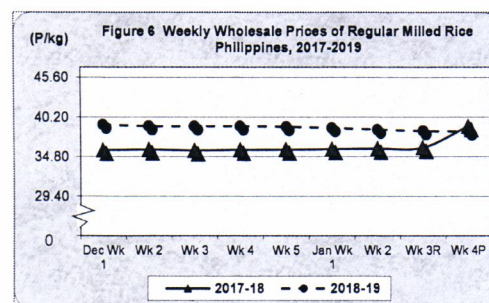 (P/kg)
Figure 6 Weekly Wholesale Prices of Regular Milled Rice
Philippines, 2017-2019
45.60
40.20
34.80
29.40
0
Dec Wk Wk 2 Wk 3 Wk 4 Wk 5 Jan Wk Wk 2 Wk 3R Wk 4P
1 1
2017-18 2018-19